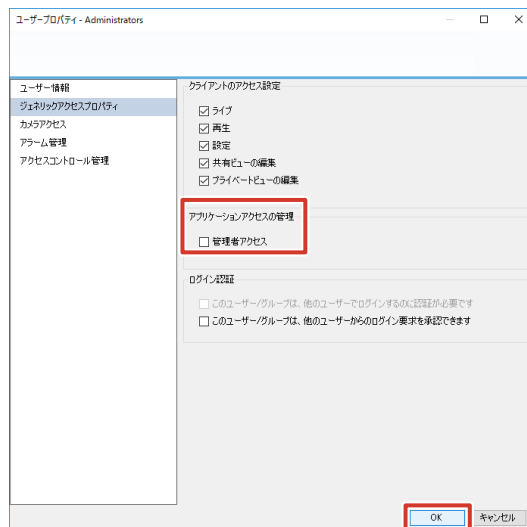 ユーザープロパティ - Administrators
ユーザー情報
ジェネリックアクセスプロパティ
カメラアクセス
アラーム管理
アクセスコントロール管理
クライアントのアクセス設定
ライブ
再生
設定
共有ビューの編集
プライベートビューの編集
アプリケーションアクセスの管理
管理者アクセス
ログイン認証
このユーザー/グループは、他のユーザーでログインするのに認証が必要です
このユーザー/グループは、他のユーザーからのログイン要求を承認できます
OK
キャンセル